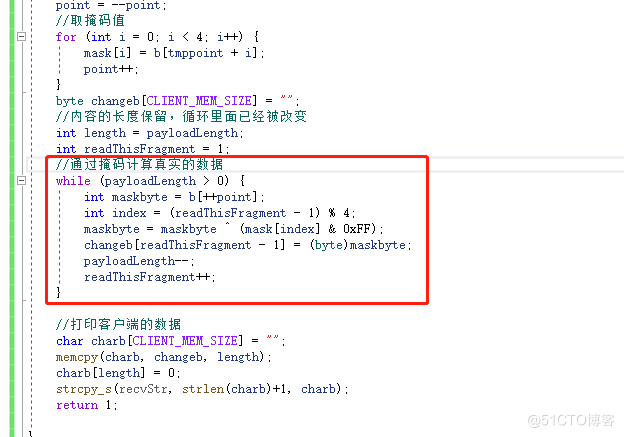 point = --point;
//取掩码值
for (int i = 0; i < 4; i++) {
mask[i] = b[tmppoint + i];
point++;
}
byte changeb[CLIENT_MEM_SIZE] = "";
//内容的长度保留，循环里面已经被改变
int length = payloadLength;
int readThisFragment = 1;
//通过掩码计算真实的数据
while (payloadLength > 0) {
int maskbyte = b[++point];
int index = (readThisFragment - 1) % 4;
maskbyte = maskbyte ^ (mask[index] & 0xFF);
changeb[readThisFragment - 1] = (byte)maskbyte;
payloadLength--;
readThisFragment++;
}
//打印客户端的数据
char charb[CLIENT_MEM_SIZE] = "";
memcpy(charb, changeb, length);
charb[length] = 0;
strcpy_s(recvStr, strlen(charb)+1, charb);
return 1;
@51CTO博客